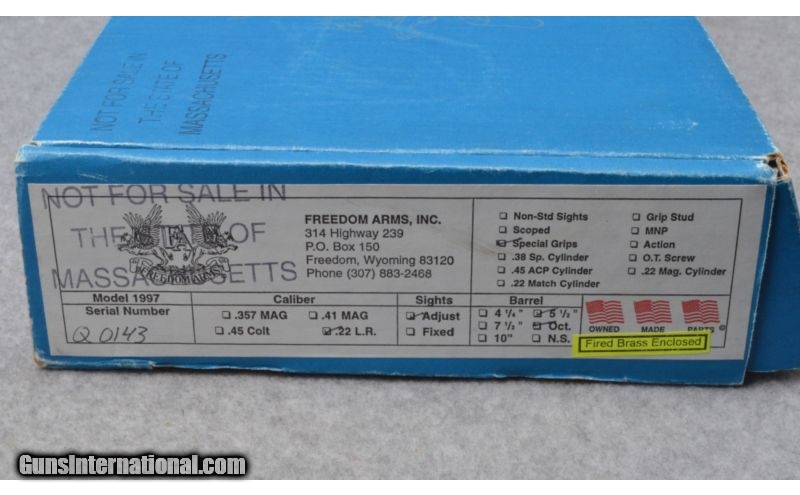 NOT FOR SALE IN
THE STATE OF
MASSACHUSETTS
NOT FOR SALE IN
THE STATE OF
MASSACHUSETTS
FA
FREEDOM ARMS
FREEDOM ARMS, INC.
314 Highway 239
P.O. Box 150
Freedom, Wyoming 83120
Phone (307) 883-2468
☐ Non-Std Sights ☐ Grip Stud
☐ Scoped ☐ MNP
☑ Special Grips ☐ Action
☐ .38 Sp. Cylinder ☐ O.T. Screw
☐ .45 ACP Cylinder ☐ .22 Mag. Cylinder
☐ .22 Match Cylinder
Model 1997
Serial Number
Q 0143
Caliber
☐ .357 MAG ☐ .41 MAG
☐ .45 Colt ☑ .22 L.R.
Sights
☑ Adjust
☐ Fixed
Barrel
☐ 4 1/4" ☑ 5 1/2"
☐ 7 1/2" ☑ Oct.
☐ 10" ☐ N.S.
OWNED MADE PARTS ©
Fired Brass Enclosed
GunsInternational.com